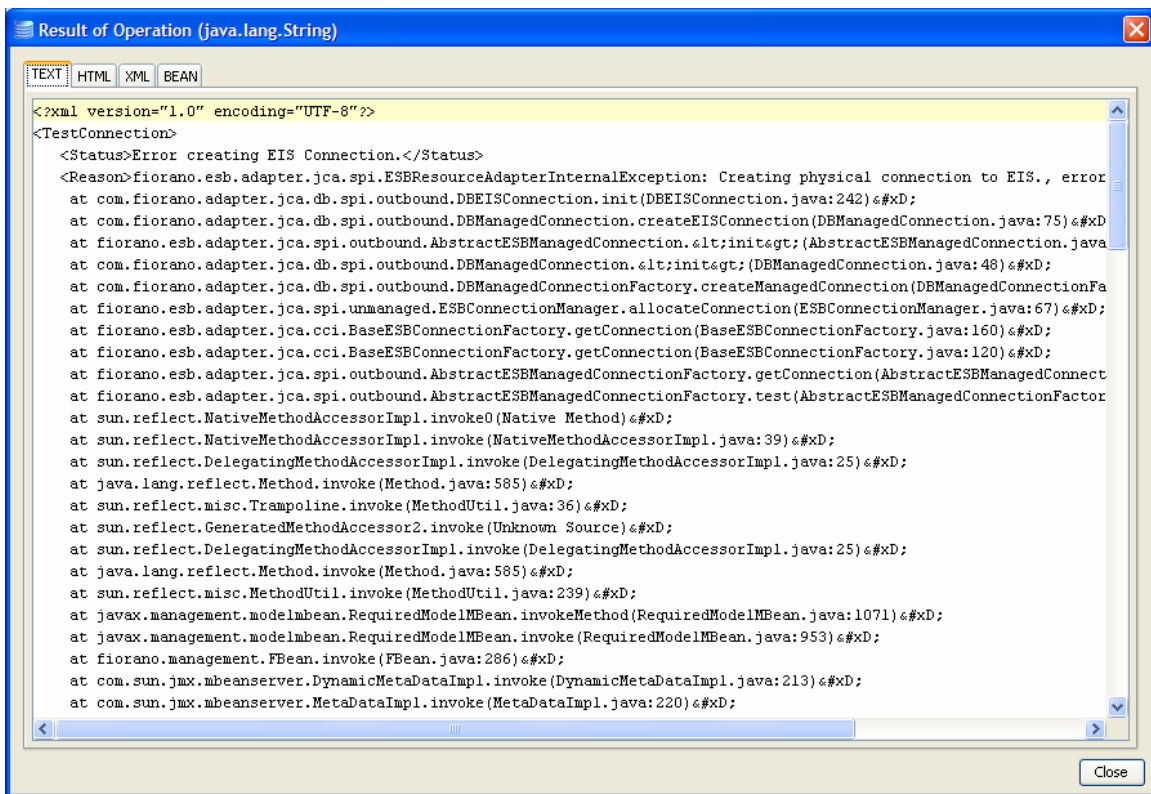 Result of Operation (java.lang.String)
TEXT HTML XML BEAN
<?xml version="1.0" encoding="UTF-8"?>
<TestConnection>
<Status>Error creating EIS Connection.</Status>
<Reason>fiorano.esb.adapter.jca.spi.ESBResourceAdapterInternalException: Creating physical connection to EIS., error
at com.fiorano.adapter.jca.db.spi.outbound.DBEISConnection.init(DBEISConnection.java:242)&#xD;
at com.fiorano.adapter.jca.db.spi.outbound.DBManagedConnection.createEISConnection(DBManagedConnection.java:75)&#xD
at fiorano.esb.adapter.jca.spi.outbound.AbstractESBManagedConnection.&lt;init&gt;(AbstractESBManagedConnection.java
at com.fiorano.adapter.jca.db.spi.outbound.DBManagedConnection.&lt;init&gt;(DBManagedConnection.java:48)&#xD;
at com.fiorano.adapter.jca.db.spi.outbound.DBManagedConnectionFactory.createManagedConnection(DBManagedConnectionFa
at fiorano.esb.adapter.jca.spi.unmanaged.ESBConnectionManager.allocateConnection(ESBConnectionManager.java:67)&#xD;
at fiorano.esb.adapter.jca.cci.BaseESBConnectionFactory.getConnection(BaseESBConnectionFactory.java:160)&#xD;
at fiorano.esb.adapter.jca.cci.BaseESBConnectionFactory.getConnection(BaseESBConnectionFactory.java:120)&#xD;
at fiorano.esb.adapter.jca.spi.outbound.AbstractESBManagedConnectionFactory.getConnection(AbstractESBManagedConnect
at fiorano.esb.adapter.jca.spi.outbound.AbstractESBManagedConnectionFactory.test(AbstractESBManagedConnectionFactor
at sun.reflect.NativeMethodAccessorImpl.invoke0(Native Method)&#xD;
at sun.reflect.NativeMethodAccessorImpl.invoke(NativeMethodAccessorImpl.java:39)&#xD;
at sun.reflect.DelegatingMethodAccessorImpl.invoke(DelegatingMethodAccessorImpl.java:25)&#xD;
at java.lang.reflect.Method.invoke(Method.java:585)&#xD;
at sun.reflect.misc.Trampoline.invoke(MethodUtil.java:36)&#xD;
at sun.reflect.GeneratedMethodAccessor2.invoke(Unknown Source)&#xD;
at sun.reflect.DelegatingMethodAccessorImpl.invoke(DelegatingMethodAccessorImpl.java:25)&#xD;
at java.lang.reflect.Method.invoke(Method.java:585)&#xD;
at sun.reflect.misc.MethodUtil.invoke(MethodUtil.java:239)&#xD;
at javax.management.modelmbean.RequiredModelMBean.invokeMethod(RequiredModelMBean.java:1071)&#xD;
at javax.management.modelmbean.RequiredModelMBean.invoke(RequiredModelMBean.java:953)&#xD;
at fiorano.management.FBean.invoke(FBean.java:286)&#xD;
at com.sun.jmx.mbeanserver.DynamicMetaDataImpl.invoke(DynamicMetaDataImpl.java:213)&#xD;
at com.sun.jmx.mbeanserver.MetaDataImpl.invoke(MetaDataImpl.java:220)&#xD;
Close